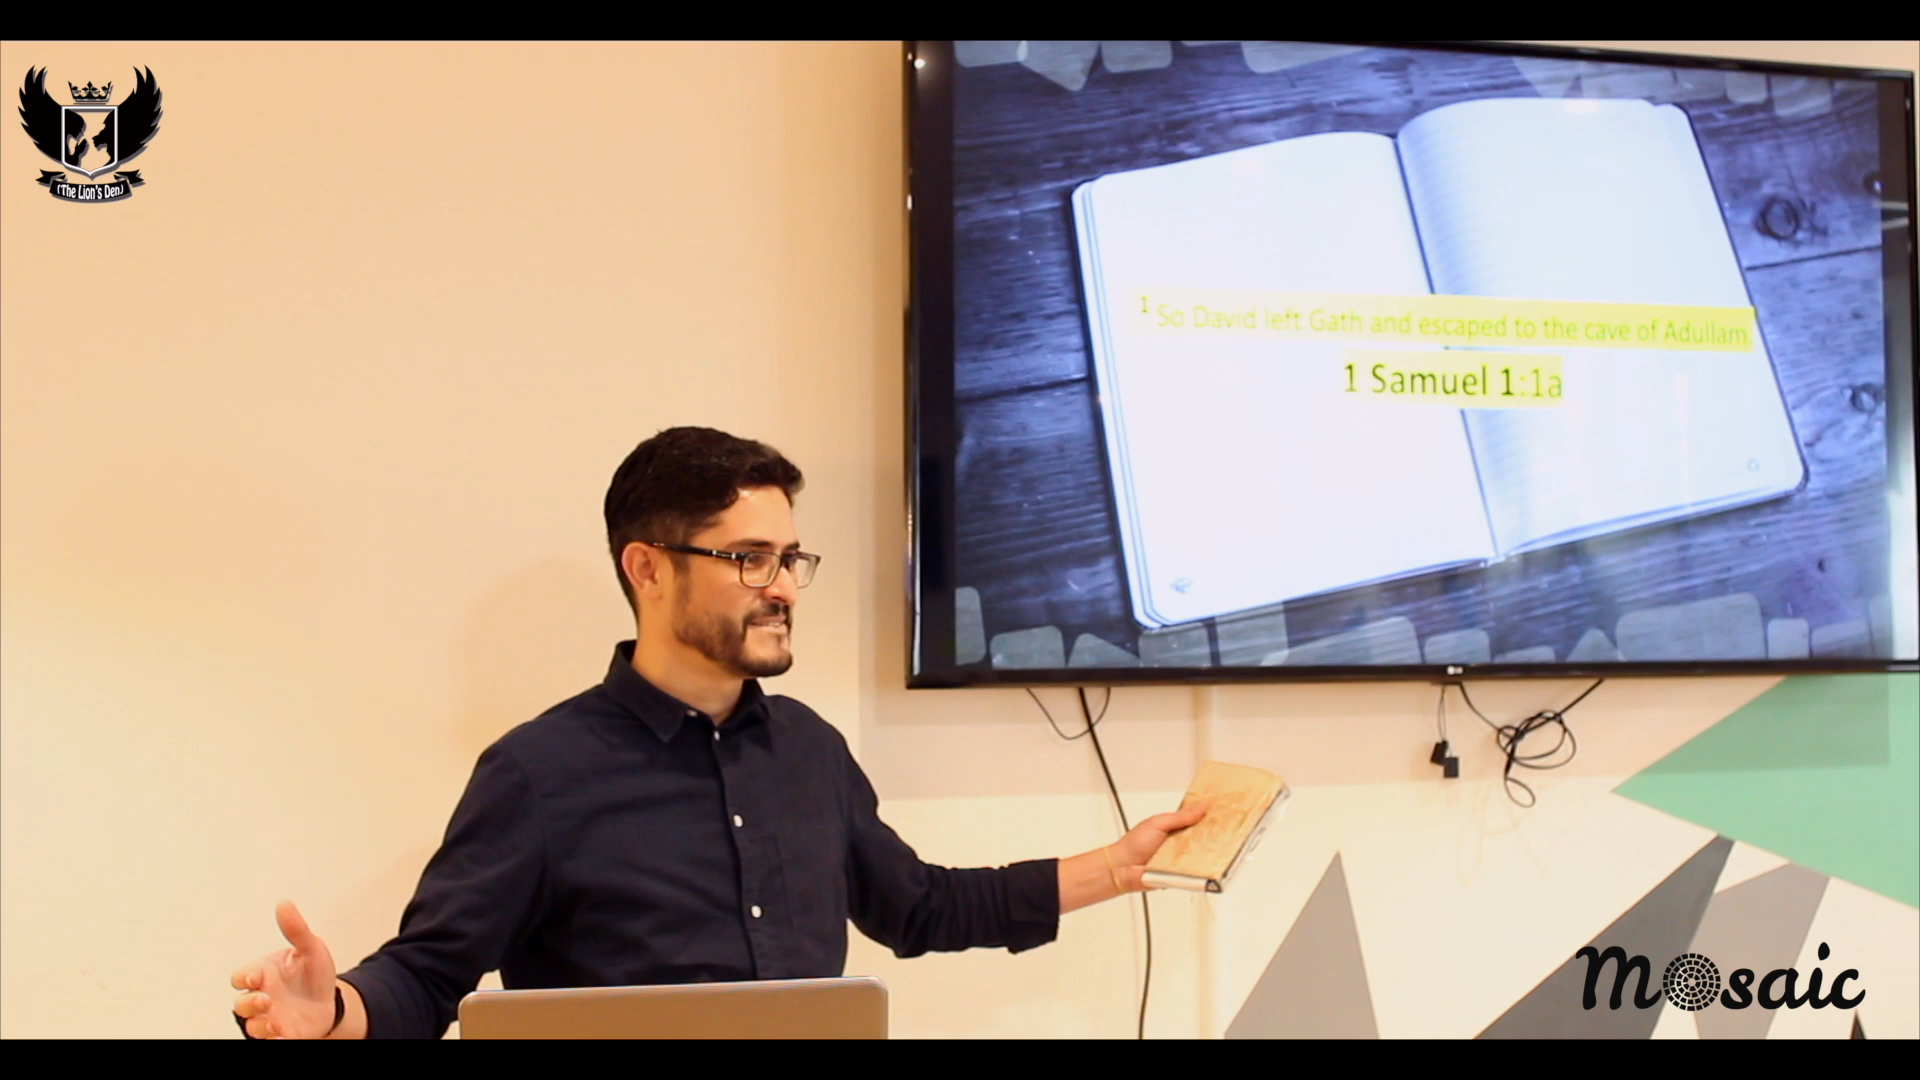 (The Lion's Den)
1 So David left Gath and escaped to the cave of Adullam.
1 Samuel 1:1a
LG
Mosaic